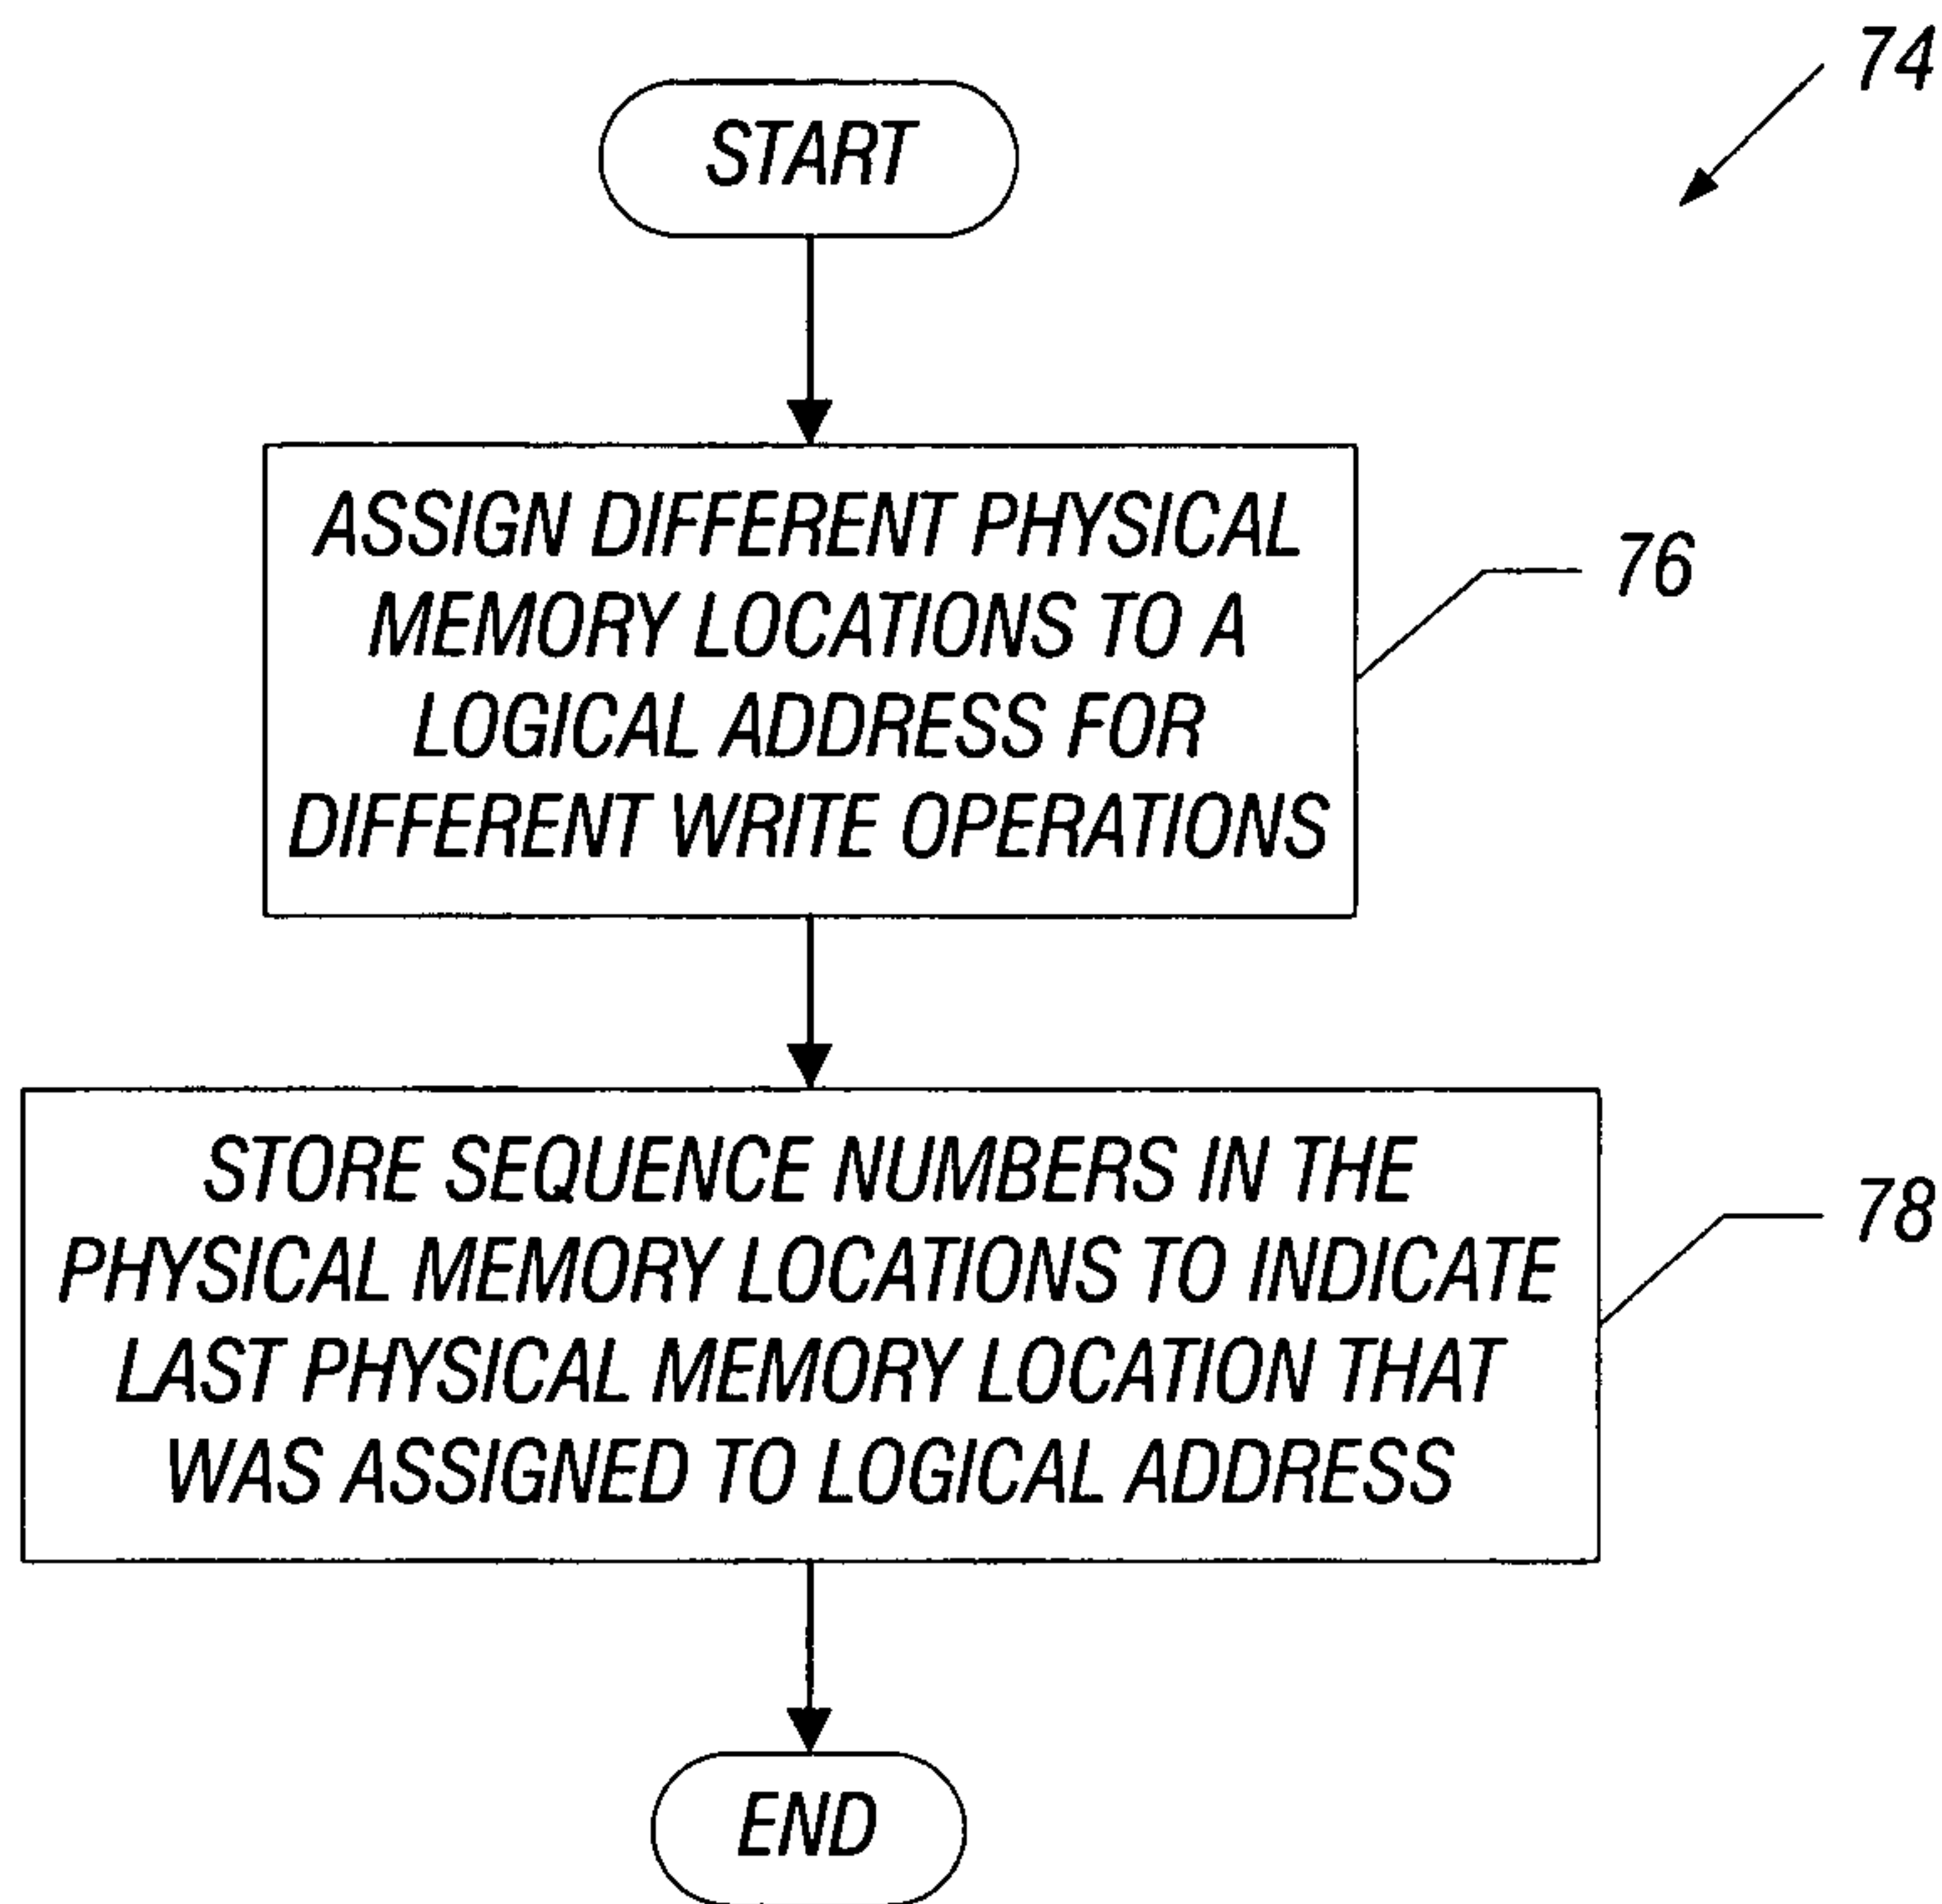 74
START
ASSIGN DIFFERENT PHYSICAL
MEMORY LOCATIONS TO A
LOGICAL ADDRESS FOR
DIFFERENT WRITE OPERATIONS
76
STORE SEQUENCE NUMBERS IN THE
PHYSICAL MEMORY LOCATIONS TO INDICATE
LAST PHYSICAL MEMORY LOCATION THAT
WAS ASSIGNED TO LOGICAL ADDRESS
78
END